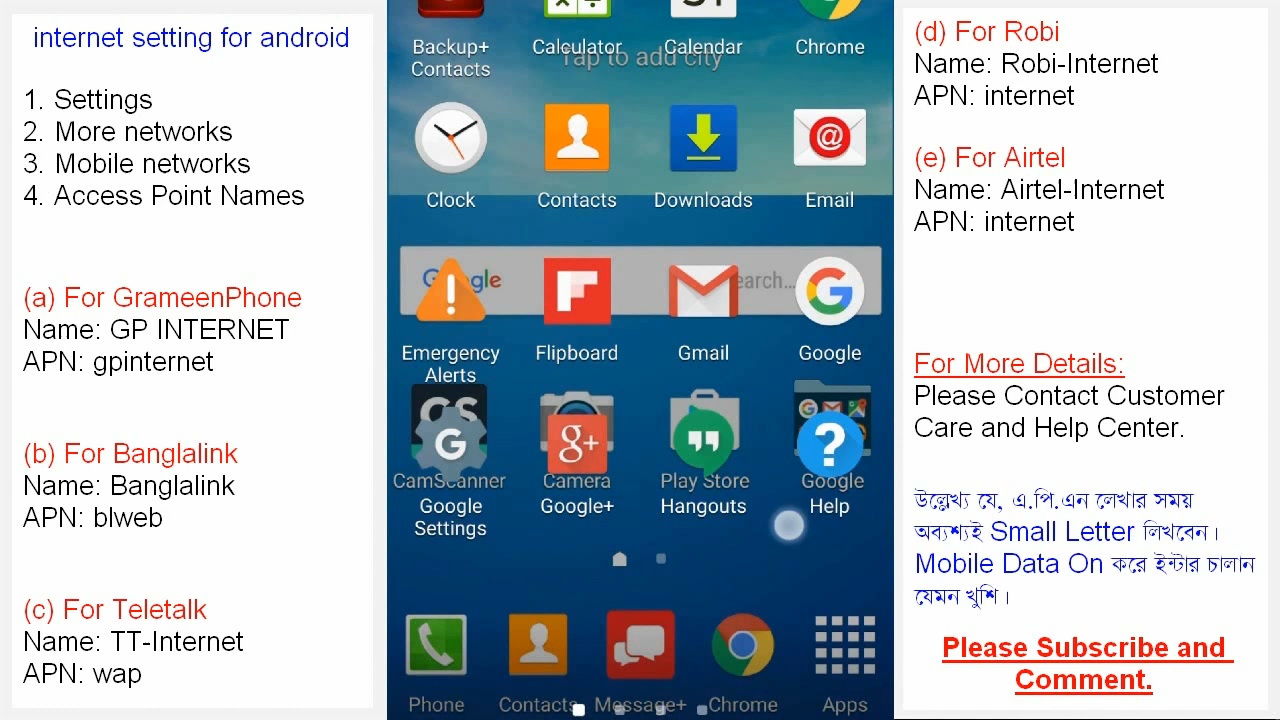 internet setting for android
1. Settings
2. More networks
3. Mobile networks
4. Access Point Names
(a) For GrameenPhone
Name: GP INTERNET
APN: gpinternet
(b) For Banglalink
Name: Banglalink
APN: blweb
(c) For Teletalk
Name: TT-Internet
APN: wap
Backup+
Contacts
Calculator
Calendar
Chrome
Tap to add city
Clock
Contacts
Downloads
Email
Google
earch...
Emergency
Alerts
Flipboard
Gmail
Google
CS
CamScanner
Camera
Play Store
Google
Google
Settings
Google+
Hangouts
Help
Phone
Contacts
Message+
Chrome
Apps
(d) For Robi
Name: Robi-Internet
APN: internet
(e) For Airtel
Name: Airtel-Internet
APN: internet
For More Details:
Please Contact Customer
Care and Help Center.
উল্লেখ্য যে, এ.পি.এন লেখার সময়
অব্যশ্যই Small Letter লিখবেন।
Mobile Data On করে ইন্টার চালান
যেমন খুশি।
Please Subscribe and
Comment.